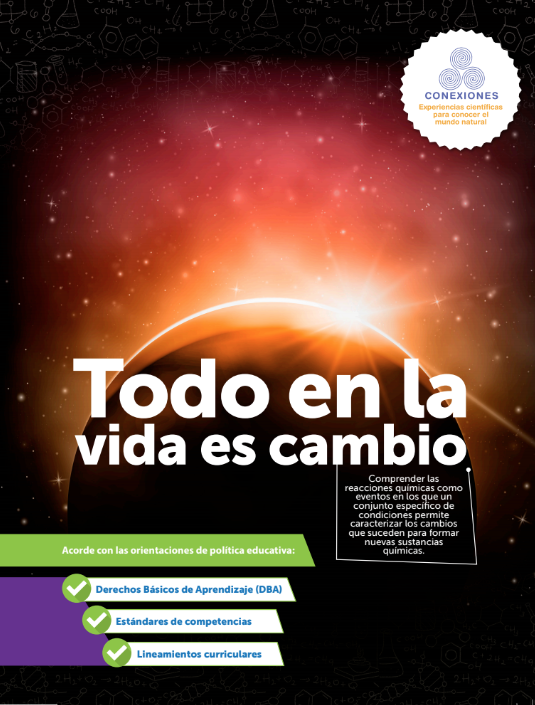 CONEXIONES
Experiencias científicas
para conocer el
mundo natural
Todo en la
vida es cambio
Comprender las
reacciones químicas como
eventos en los que un
conjunto específico de
condiciones permite
caracterizar los cambios
que suceden para formar
nuevas sustancias
químicas.
Acorde con las orientaciones de política educativa:
Derechos Básicos de Aprendizaje (DBA)
Estándares de competencias
Lineamientos curriculares